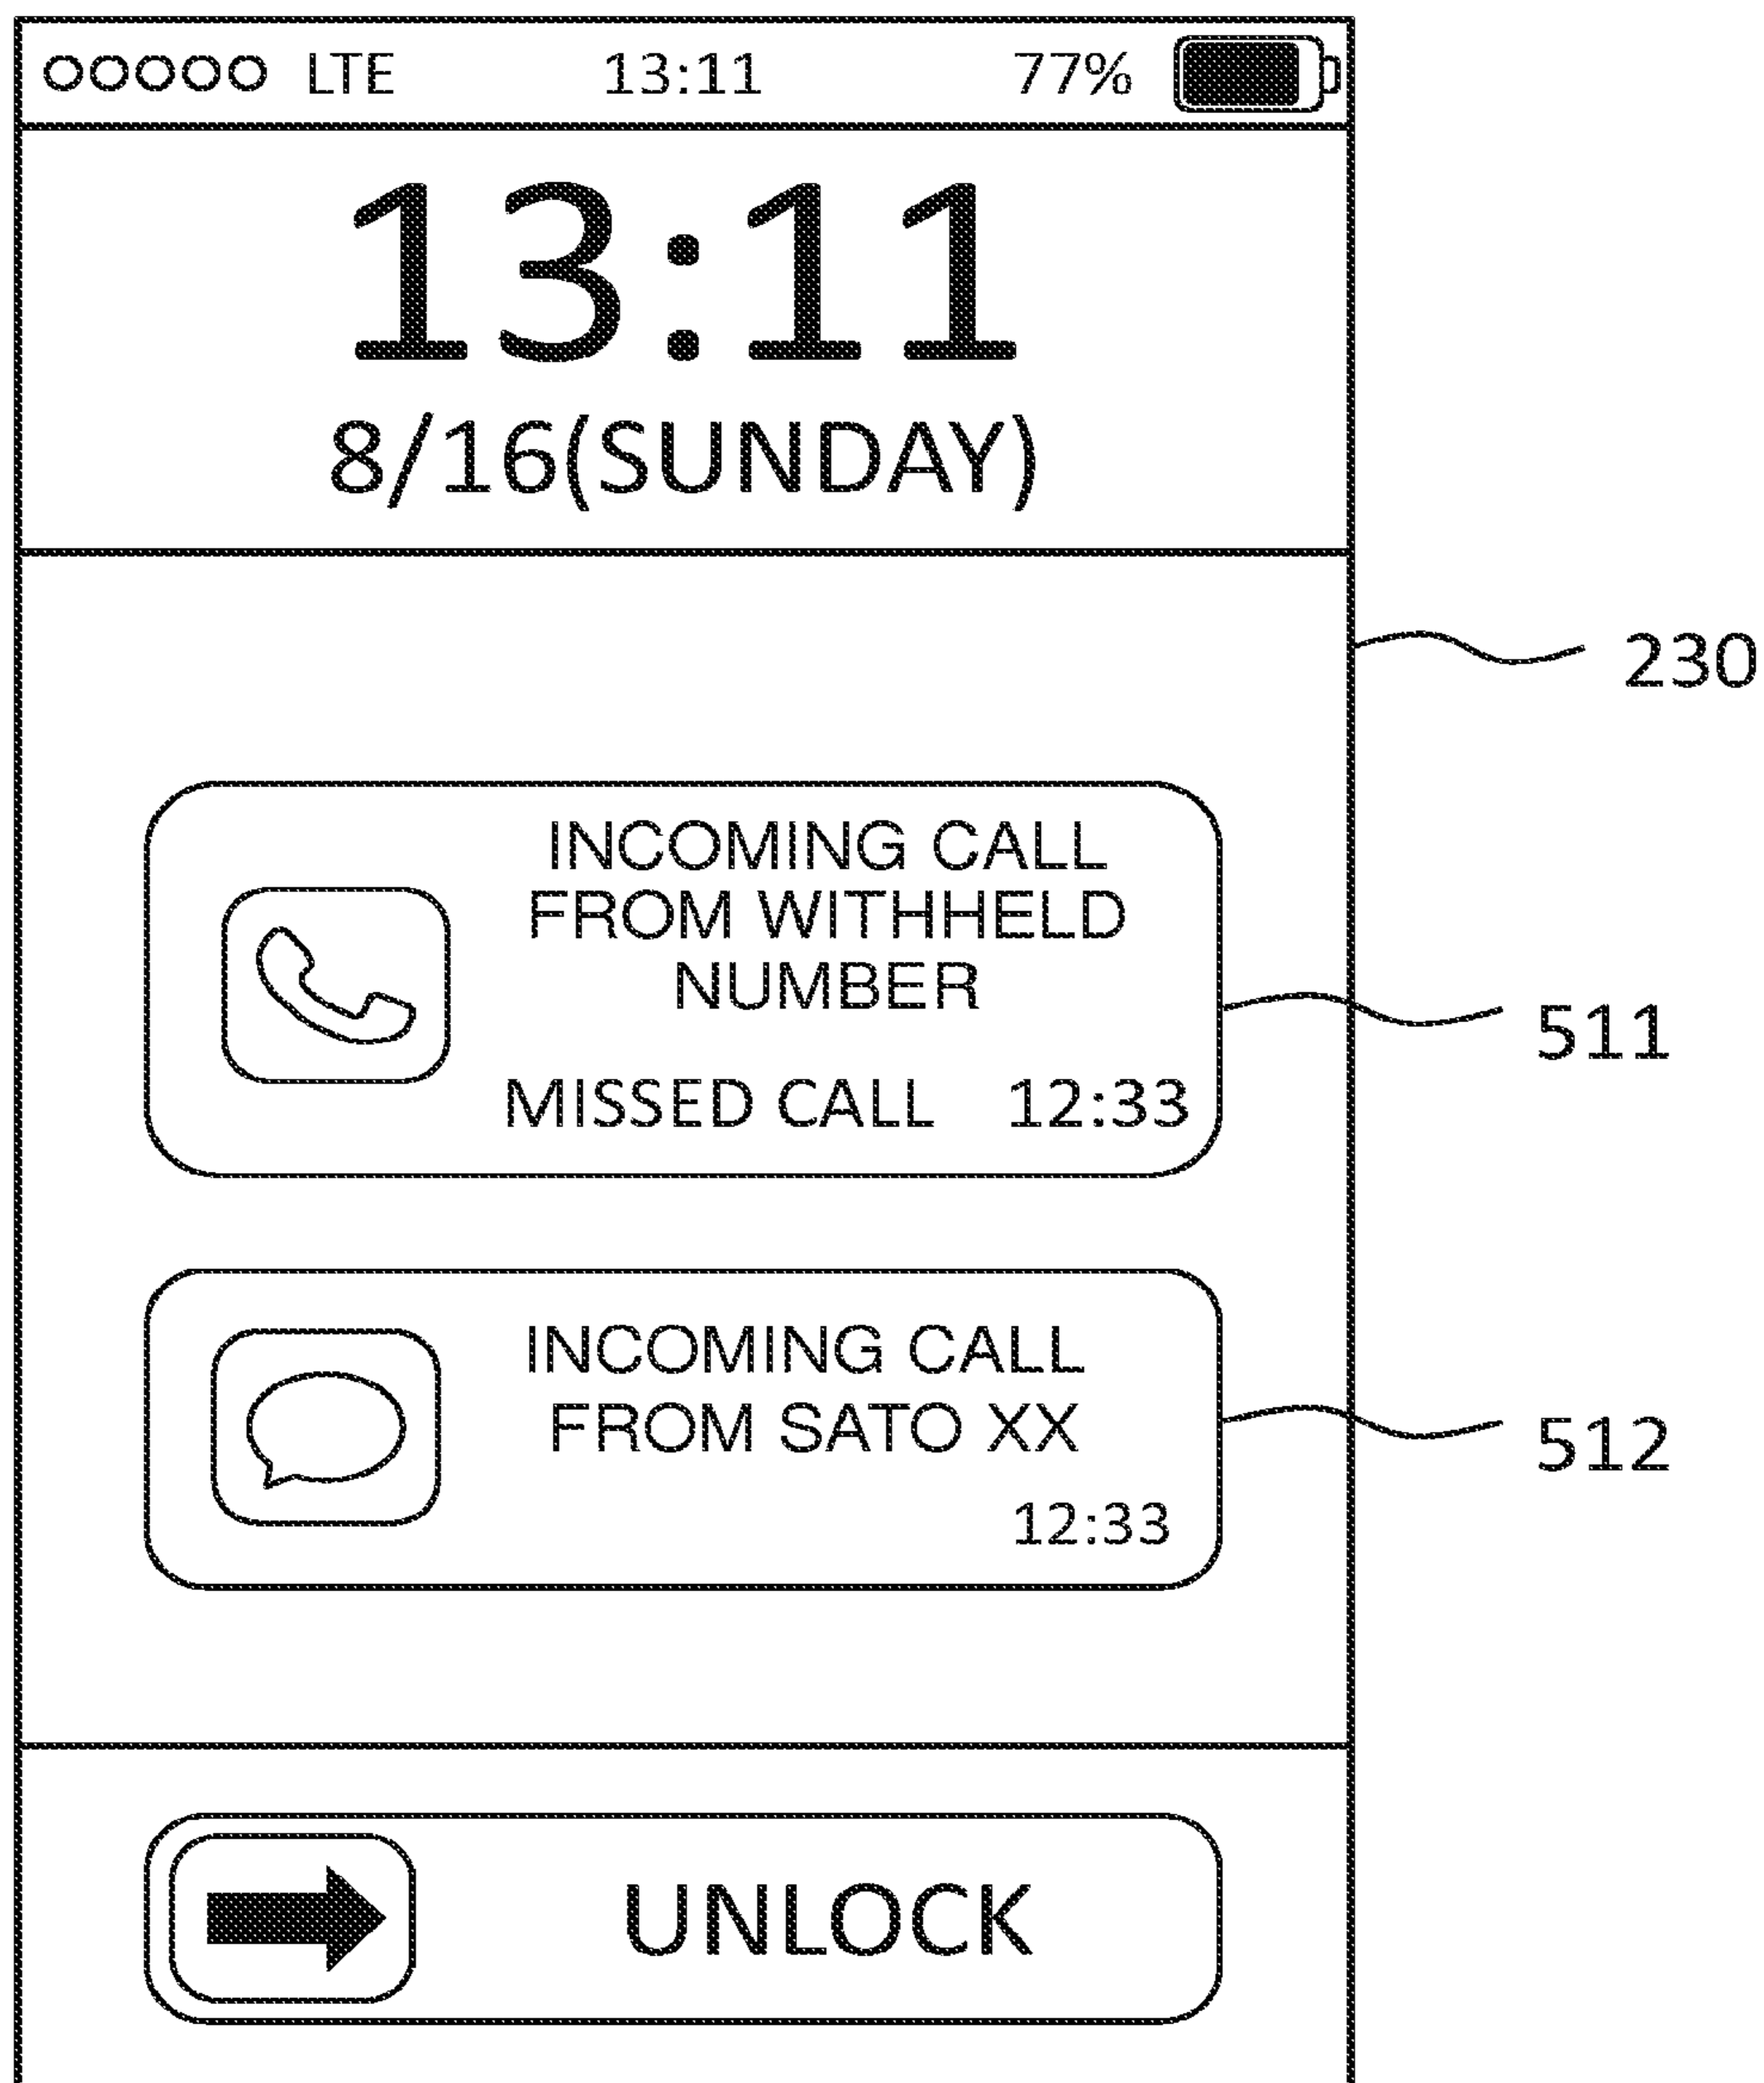 LTE 13:11 77%
13:11
8/16(SUNDAY)
230
INCOMING CALL
FROM WITHHELD
NUMBER
511
MISSED CALL 12:33
INCOMING CALL
FROM SATO XX
512
12:33
UNLOCK